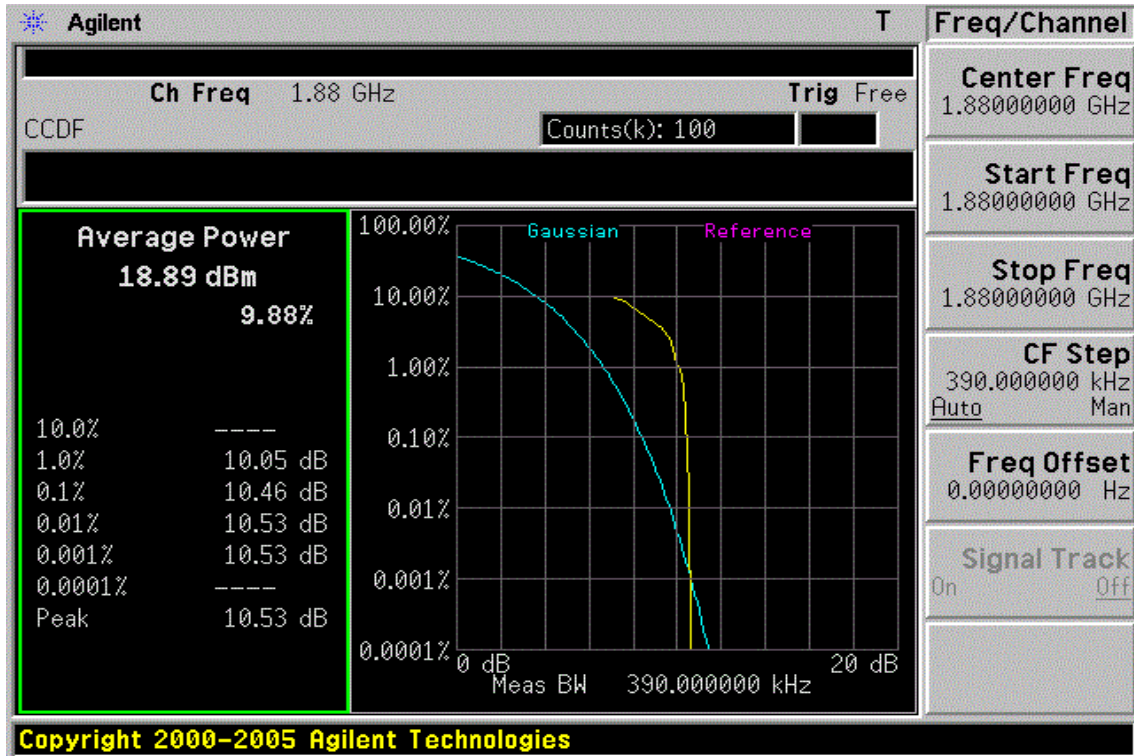 Agilent T
Ch Freq 1.88 GHz Trig Free
CCDF Counts(k): 100
Average Power
18.89 dBm
9.88%
10.0% ----
1.0% 10.05 dB
0.1% 10.46 dB
0.01% 10.53 dB
0.001% 10.53 dB
0.0001% ----
Peak 10.53 dB
100.00%
Gaussian Reference
10.00%
1.00%
0.10%
0.01%
0.001%
0.0001%
0 dB 20 dB
Meas BW 390.000000 kHz
Freq/Channel
Center Freq
1.88000000 GHz
Start Freq
1.88000000 GHz
Stop Freq
1.88000000 GHz
CF Step
390.000000 kHz
Auto Man
Freq Offset
0.00000000 Hz
Signal Track
On Off
Copyright 2000-2005 Agilent Technologies